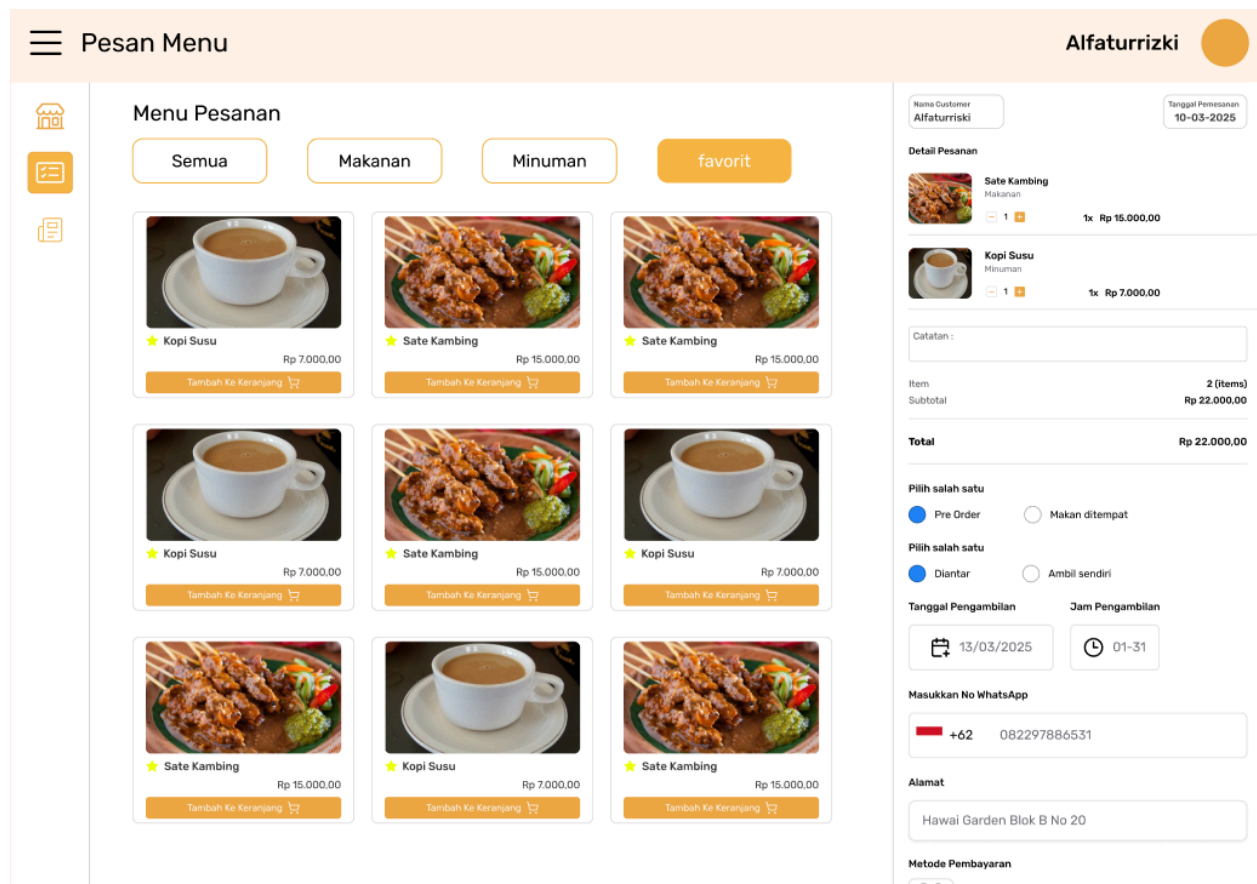 Pesan Menu
Alfaturrizki
Menu Pesanan
Semua
Makanan
Minuman
favorit
Kopi Susu
Rp 7.000,00
Tambah Ke Keranjang
Sate Kambing
Rp 15.000,00
Tambah Ke Keranjang
Sate Kambing
Rp 15.000,00
Tambah Ke Keranjang
Kopi Susu
Rp 7.000,00
Tambah Ke Keranjang
Sate Kambing
Rp 15.000,00
Tambah Ke Keranjang
Kopi Susu
Rp 7.000,00
Tambah Ke Keranjang
Sate Kambing
Rp 15.000,00
Tambah Ke Keranjang
Kopi Susu
Rp 7.000,00
Tambah Ke Keranjang
Sate Kambing
Rp 15.000,00
Tambah Ke Keranjang
Nama Customer
Alfaturriski
Tanggal Pemesanan
10-03-2025
Detail Pesanan
Sate Kambing
Makanan
1
1x Rp 15.000,00
Kopi Susu
Minuman
1
1x Rp 7.000,00
Catatan :
Item 2 (items)
Subtotal Rp 22.000,00
Total Rp 22.000,00
Pilih salah satu
Pre Order Makan ditempat
Pilih salah satu
Diantar Ambil sendiri
Tanggal Pengambilan Jam Pengambilan
13/03/2025 01-31
Masukkan No WhatsApp
+62 082297886531
Alamat
Hawai Garden Blok B No 20
Metode Pembayaran